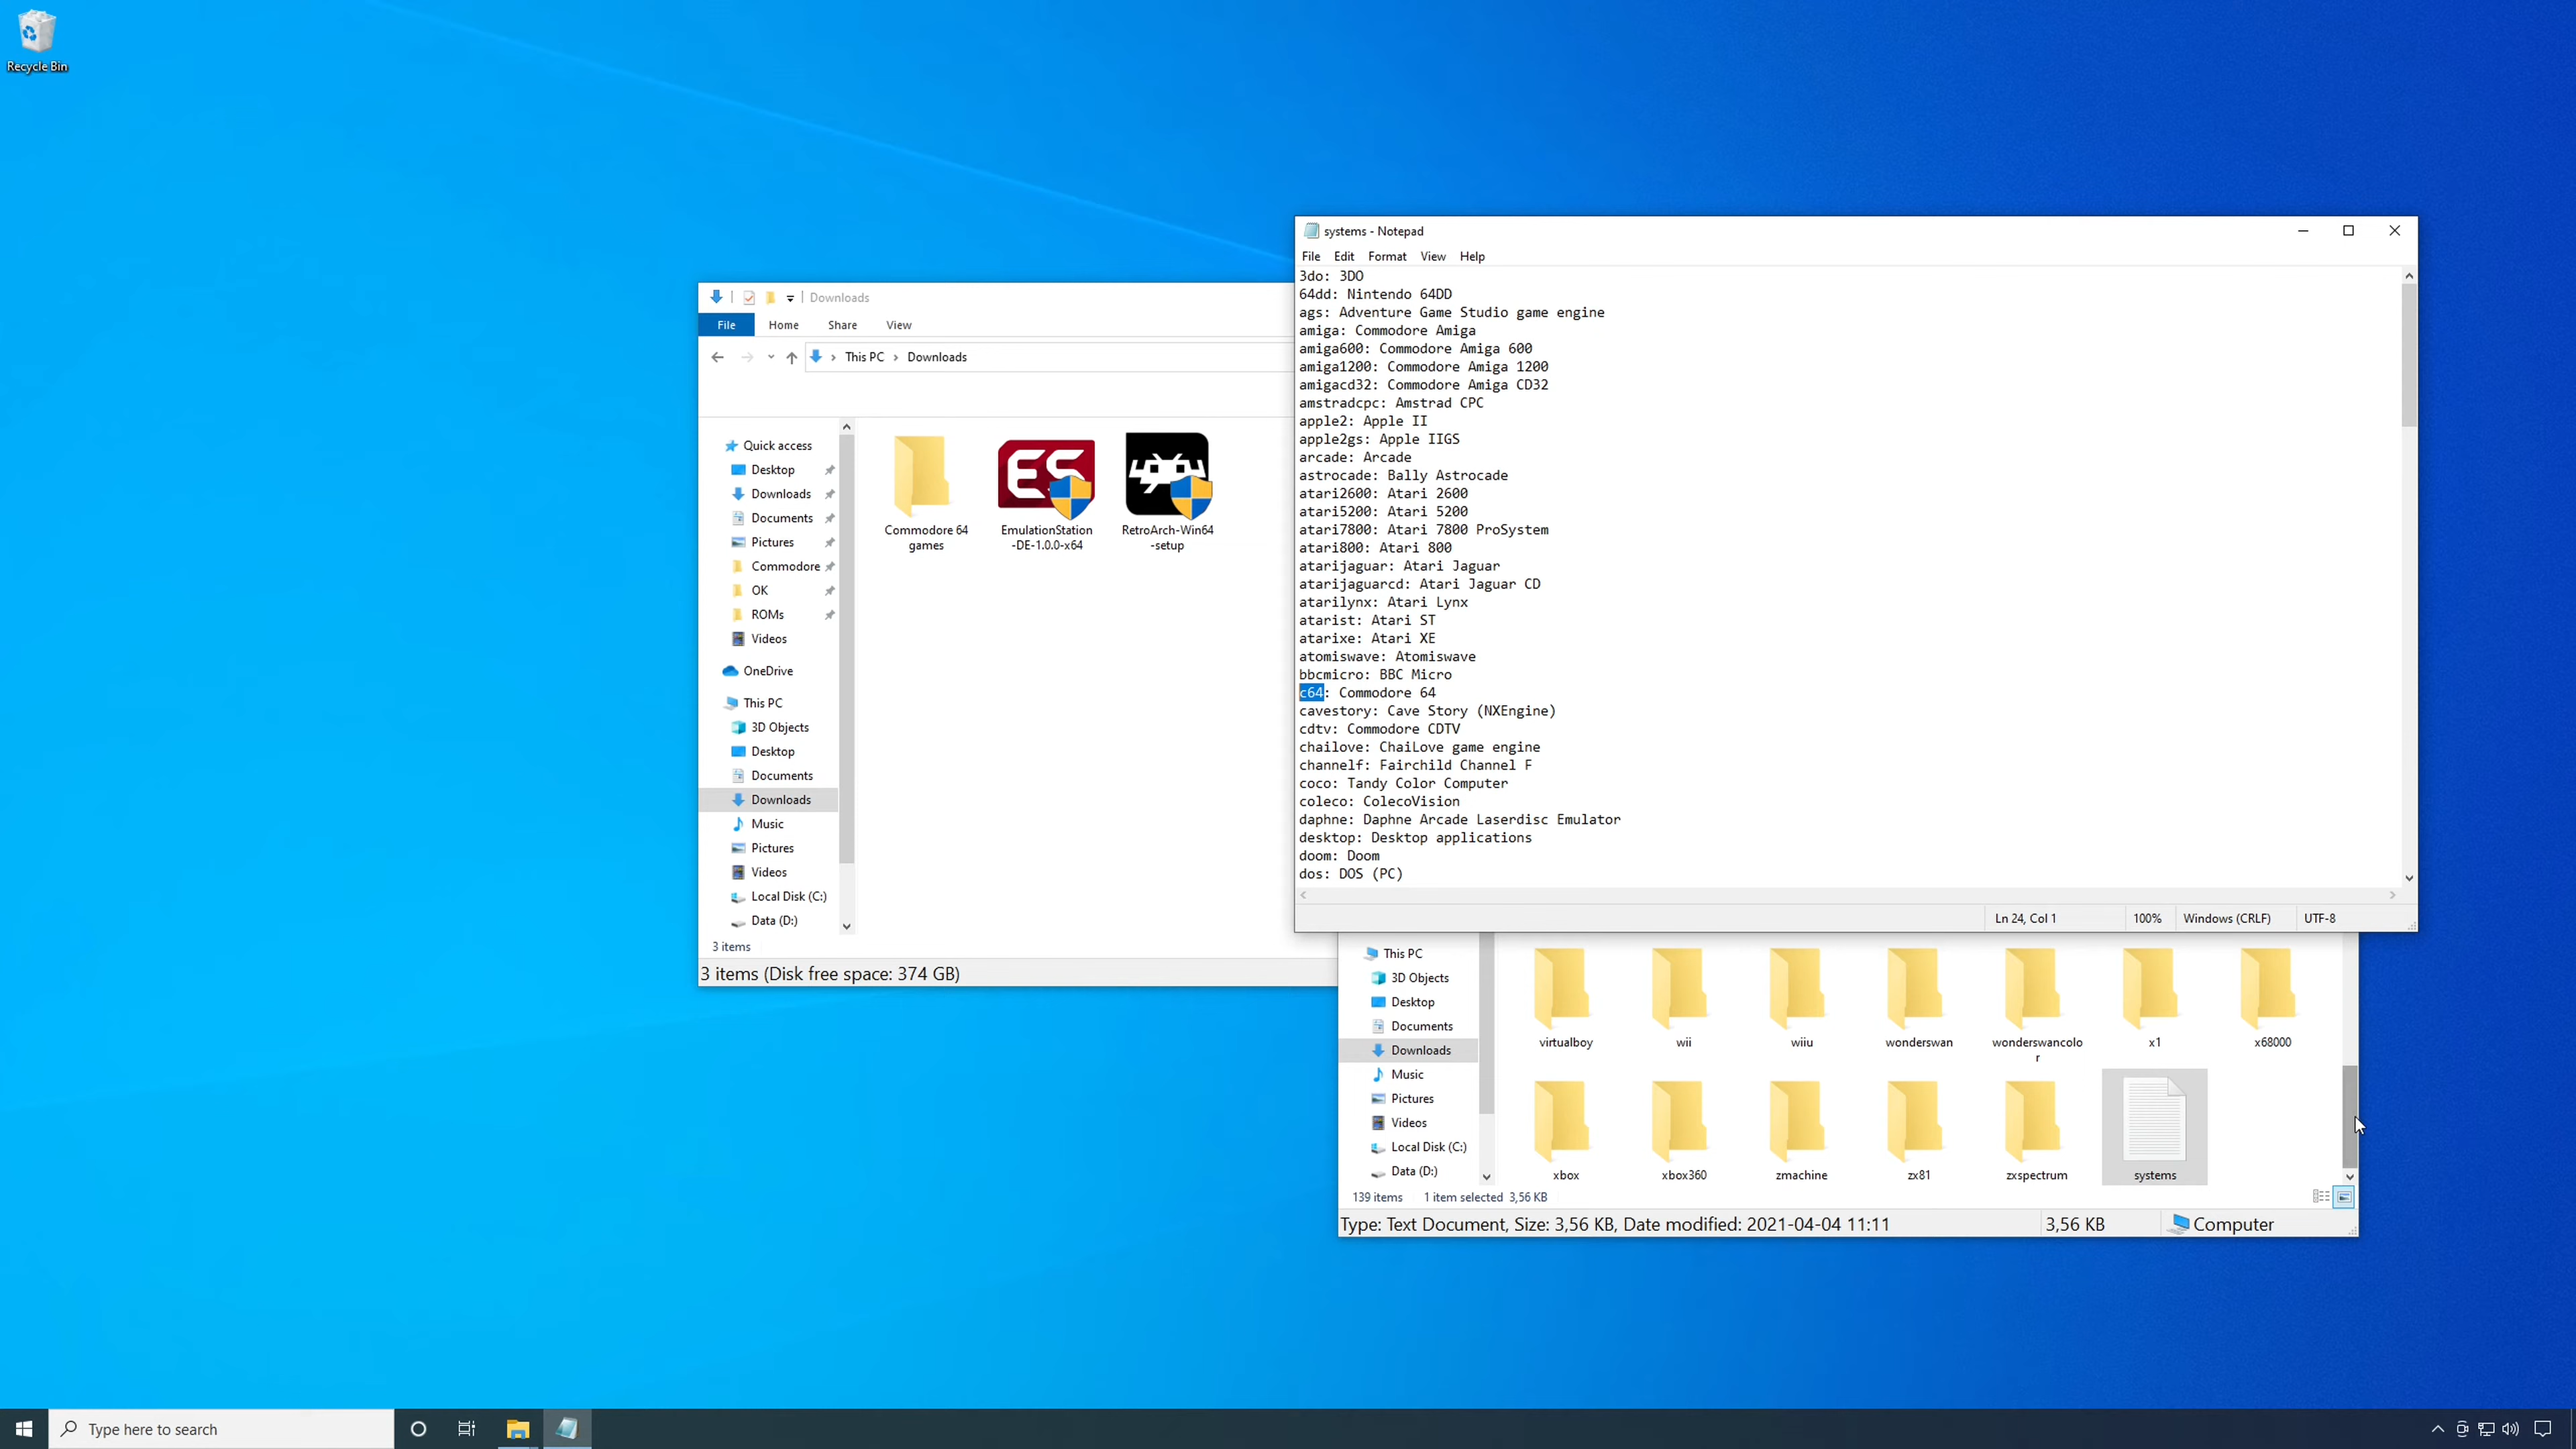 Recycle Bin
Downloads
File Home Share View
This PC > Downloads
Quick access
Desktop
Downloads
Documents
Pictures
Commodore
OK
ROMs
Videos
OneDrive
This PC
3D Objects
Desktop
Documents
Downloads
Music
Pictures
Videos
Local Disk (C:)
Data (D:)
Commodore 64
games
EmulationStation
-DE-1.0.0-x64
RetroArch-Win64
-setup
3 items
3 items (Disk free space: 374 GB)
systems - Notepad
File Edit Format View Help
3do: 3DO
64dd: Nintendo 64DD
ags: Adventure Game Studio game engine
amiga: Commodore Amiga
amiga600: Commodore Amiga 600
amiga1200: Commodore Amiga 1200
amigacd32: Commodore Amiga CD32
amstradcpc: Amstrad CPC
apple2: Apple II
apple2gs: Apple IIGS
arcade: Arcade
astrocade: Bally Astrocade
atari2600: Atari 2600
atari5200: Atari 5200
atari7800: Atari 7800 ProSystem
atari800: Atari 800
atarijaguar: Atari Jaguar
atarijaguarcd: Atari Jaguar CD
atarilynx: Atari Lynx
atarist: Atari ST
atarixe: Atari XE
atomiswave: Atomiswave
bbcmicro: BBC Micro
c64: Commodore 64
cavestory: Cave Story (NXEngine)
cdtv: Commodore CDTV
chailove: ChaiLove game engine
channelf: Fairchild Channel F
coco: Tandy Color Computer
coleco: ColecoVision
daphne: Daphne Arcade Laserdisc Emulator
desktop: Desktop applications
doom: Doom
dos: DOS (PC)
Ln 24, Col 1 100% Windows (CRLF) UTF-8
This PC
3D Objects
Desktop
Documents
Downloads
Music
Pictures
Videos
Local Disk (C:)
Data (D:)
virtualboy wii wiiu wonderswan wonderswancolo x1 x68000
r
xbox xbox360 zmachine zx81 zxspectrum systems
139 items 1 item selected 3,56 KB
Type: Text Document, Size: 3,56 KB, Date modified: 2021-04-04 11:11 3,56 KB Computer
Type here to search